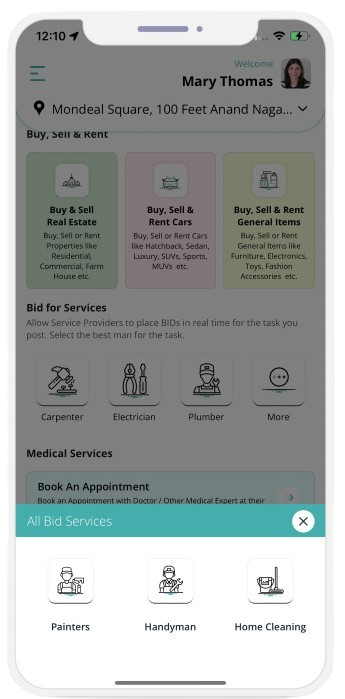 12:10
Welcome
Mary Thomas
Mondeal Square, 100 Feet Anand Naga...
Buy, Sell & Rent
Buy & Sell
Real Estate
Buy, Sell or Rent
Properties like
Residential,
Commercial, Farm
House etc.
Buy, Sell &
Rent Cars
Buy, Sell or Rent Cars
like Hatchback, Sedan,
Luxury, SUVs, Sports,
MUVs etc.
Buy, Sell & Rent
General Items
Buy, Sell or Rent
General Items like
Furniture, Electronics,
Toys, Fashion
Accessories etc.
Bid for Services
Allow Service Providers to place BIDs in real time for the task you
post. Select the best man for the task.
Carpenter
Electrician
Plumber
More
Medical Services
Book An Appointment
Book an Appointment with Doctor / Other Medical Expert at their
All Bid Services
Painters
Handyman
Home Cleaning